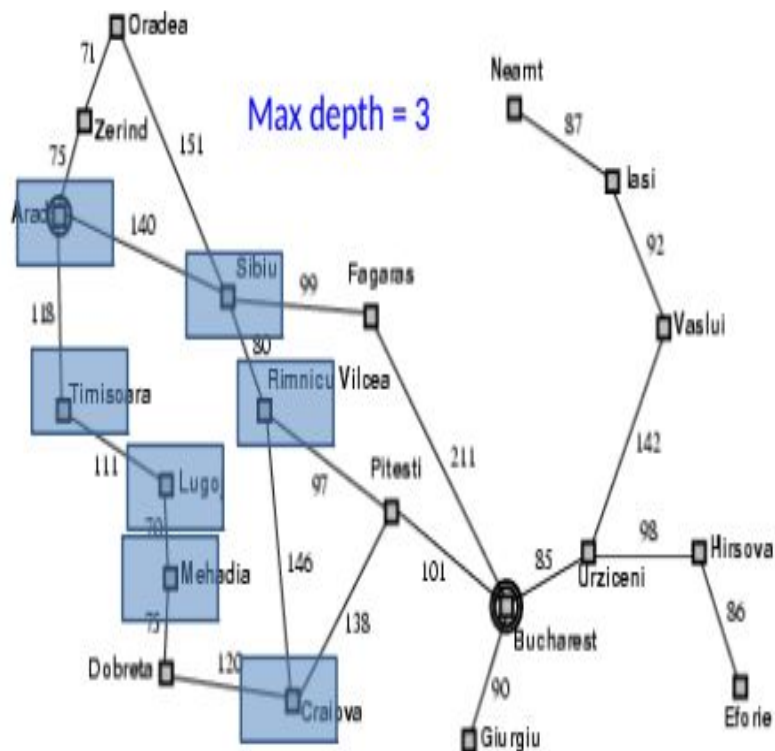 Oradea
71
Neamt
Zerind
Max depth = 3
87
151
75
Iasi
Arad
140
92
Sibiu
Fagaras
99
118
80
Vaslui
Timisoara
Rimnicu Vilcea
111
211
142
Lugoj
97
Pitesti
70
98
Hirsova
85
Mehadia
146
101
Urziceni
86
75
138
Bucharest
Dobreta
120
90
Craiova
Eforie
Giurgiu